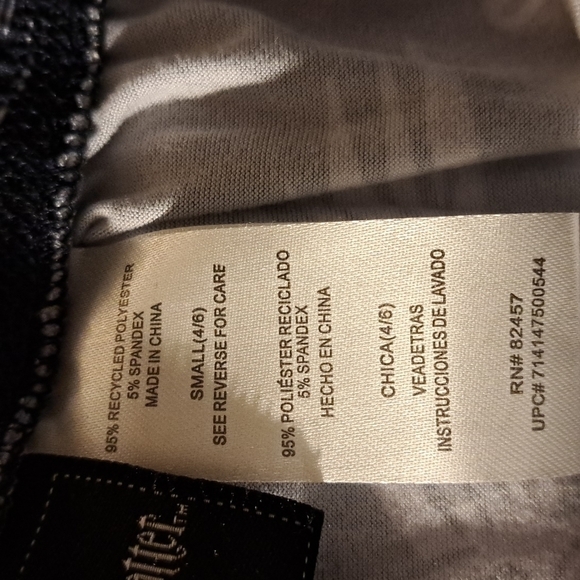 95% RECYCLED POLYESTER
5% SPANDEX
MADE IN CHINA
SMALL(4/6)
SEE REVERSE FOR CARE
95% POLIÉSTER RECICLADO
5% SPANDEX
HECHO EN CHINA
CHICA(4/6)
VEADETRAS
INSTRUCCIONES DE LAVADO
RN# 82457
UPC# 714147500544
otter™